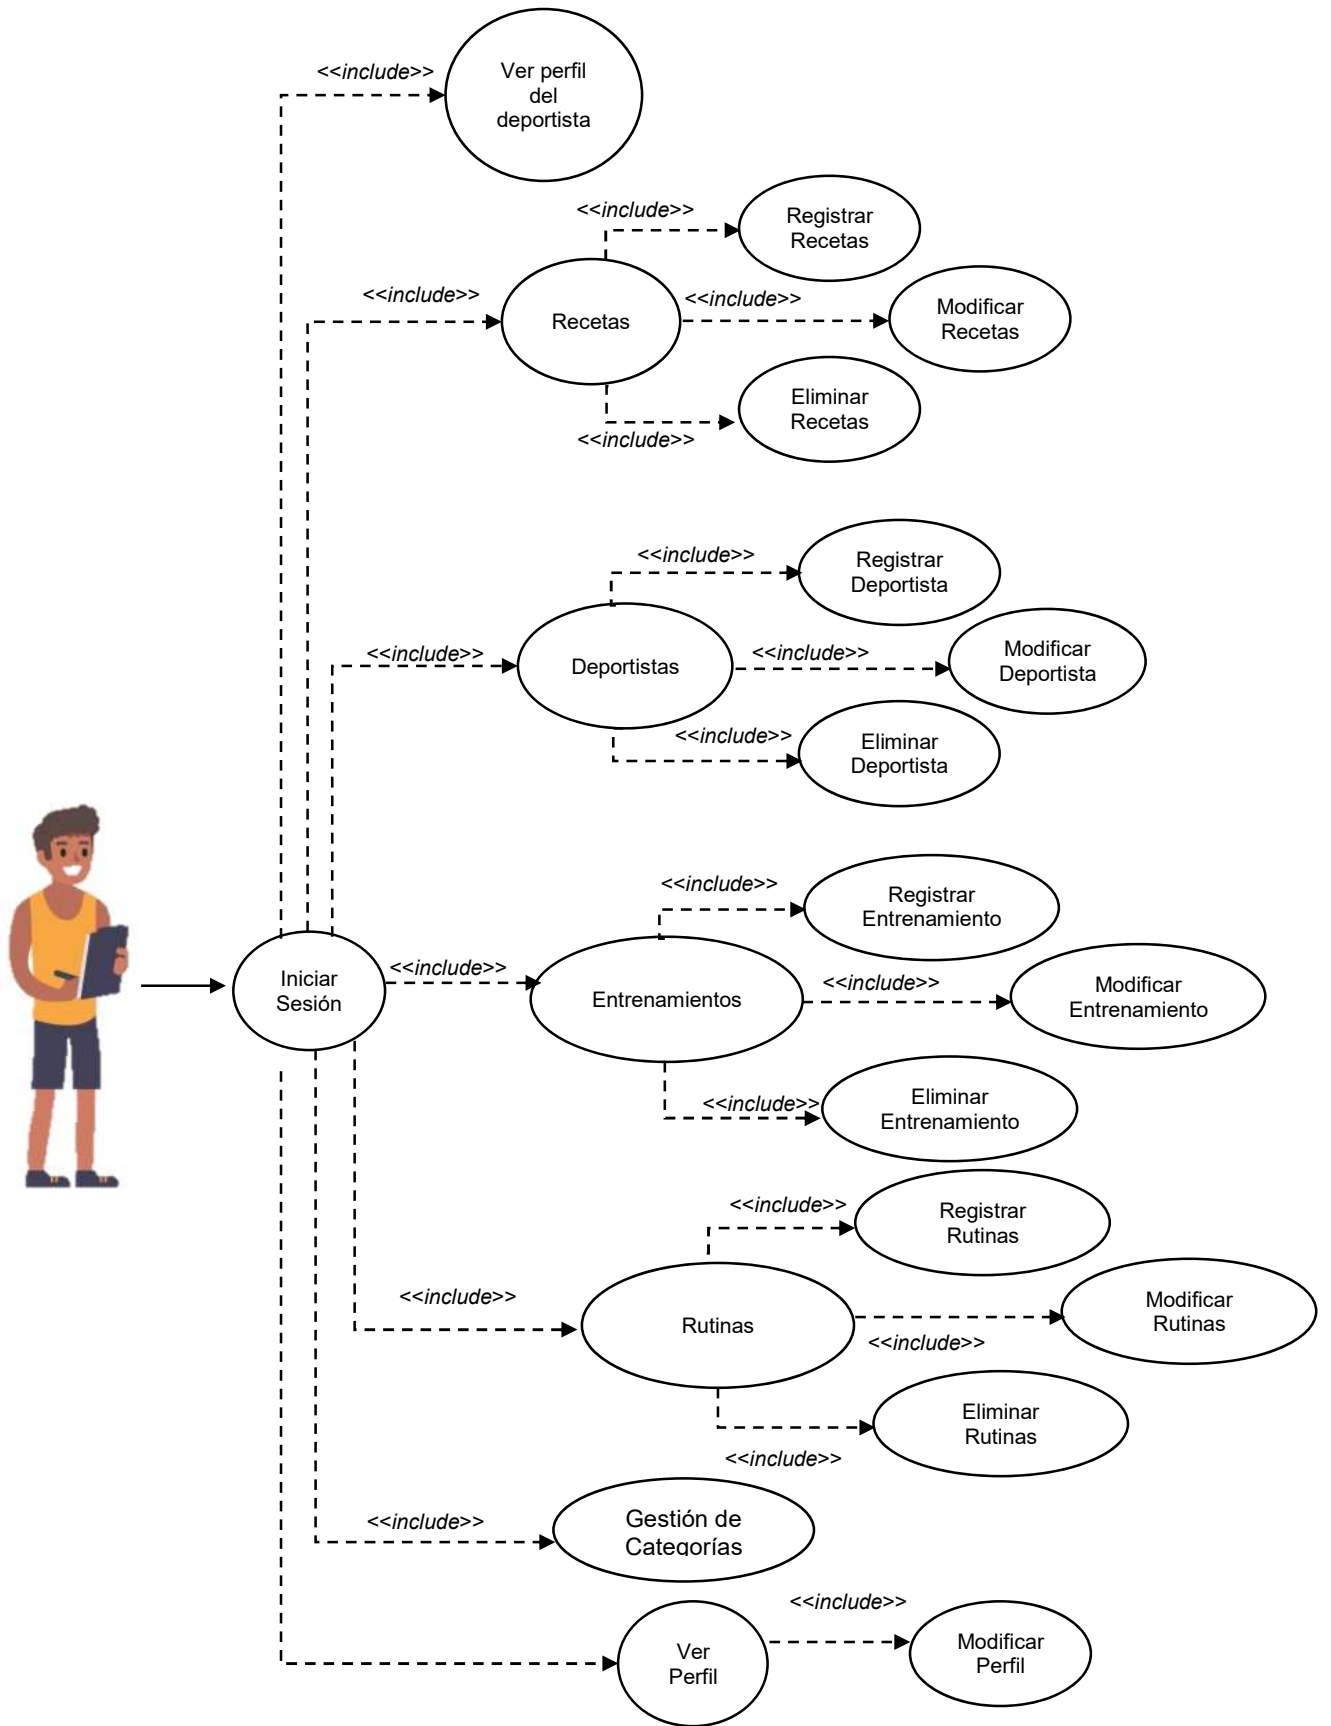 <<include>>
Ver perfil
del
deportista
<<include>>
Registrar
Recetas
<<include>>
Recetas
<<include>>
Modificar
Recetas
Eliminar
Recetas
<<include>>
<<include>>
Registrar
Deportista
<<include>>
Deportistas
<<include>>
Modificar
Deportista
<<include>>
Eliminar
Deportista
<<include>>
Registrar
Entrenamiento
Iniciar
Sesión
<<include>>
Entrenamientos
<<include>>
Modificar
Entrenamiento
<<include>>
Eliminar
Entrenamiento
<<include>>
Registrar
Rutinas
<<include>>
Rutinas
<<include>>
Modificar
Rutinas
Eliminar
Rutinas
<<include>>
<<include>>
Gestión de
Categorías
<<include>>
Ver
Perfil
Modificar
Perfil